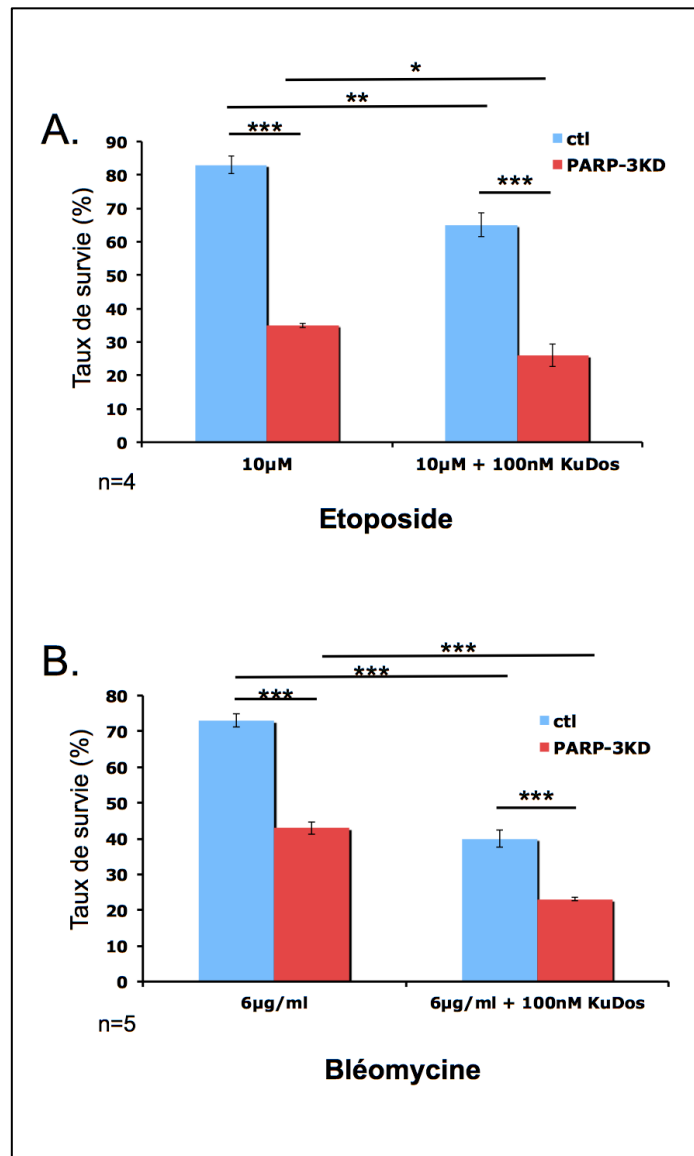 *
**
A.
***
90
80
70
60
50
40
30
20
10
0
Taux de survie (%)
ctl
PARP-3KD
***
10µM
10µM + 100nM KuDos
n=4
Etoposide
***
***
B.
***
80
70
60
50
40
30
20
10
0
Taux de survie (%)
ctl
PARP-3KD
***
6µg/ml
6µg/ml + 100nM KuDos
n=5
Bléomycine